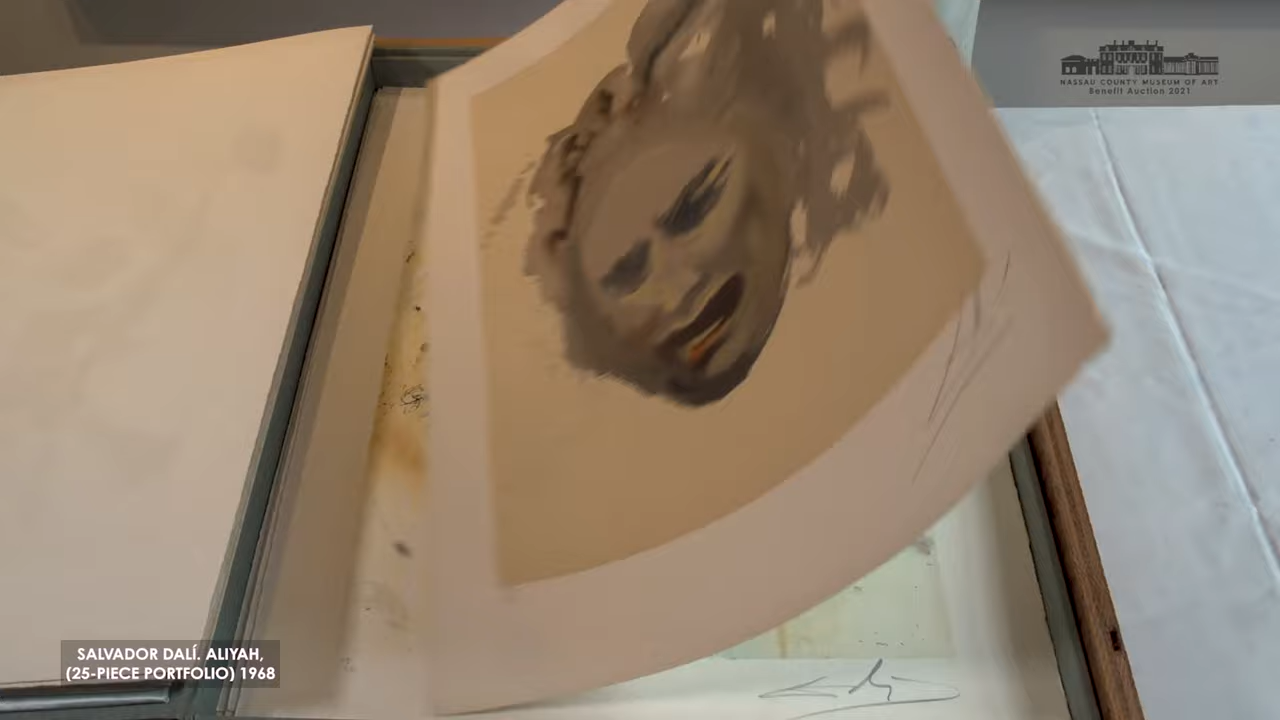 NASSAU COUNTY MUSEUM OF ART
Benefit Auction 2021
SALVADOR DALÍ. ALIYAH,
(25-PIECE PORTFOLIO) 1968